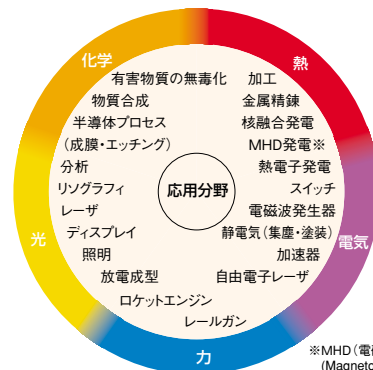 化学
熱
有害物質の無毒化
加工
物質合成
金属精錬
半導体プロセス
核融合発電
(成膜・エッチング)
MHD発電※
分析
熱電子発電
リソグラフィ
応用分野
スイッチ
レーザ
電磁波発生器
ディスプレイ
静電気(集塵・塗装)
光
電気
照明
加速器
放電成型
自由電子レーザ
ロケットエンジン
レールガン
力
※MHD(電磁
(Magneto